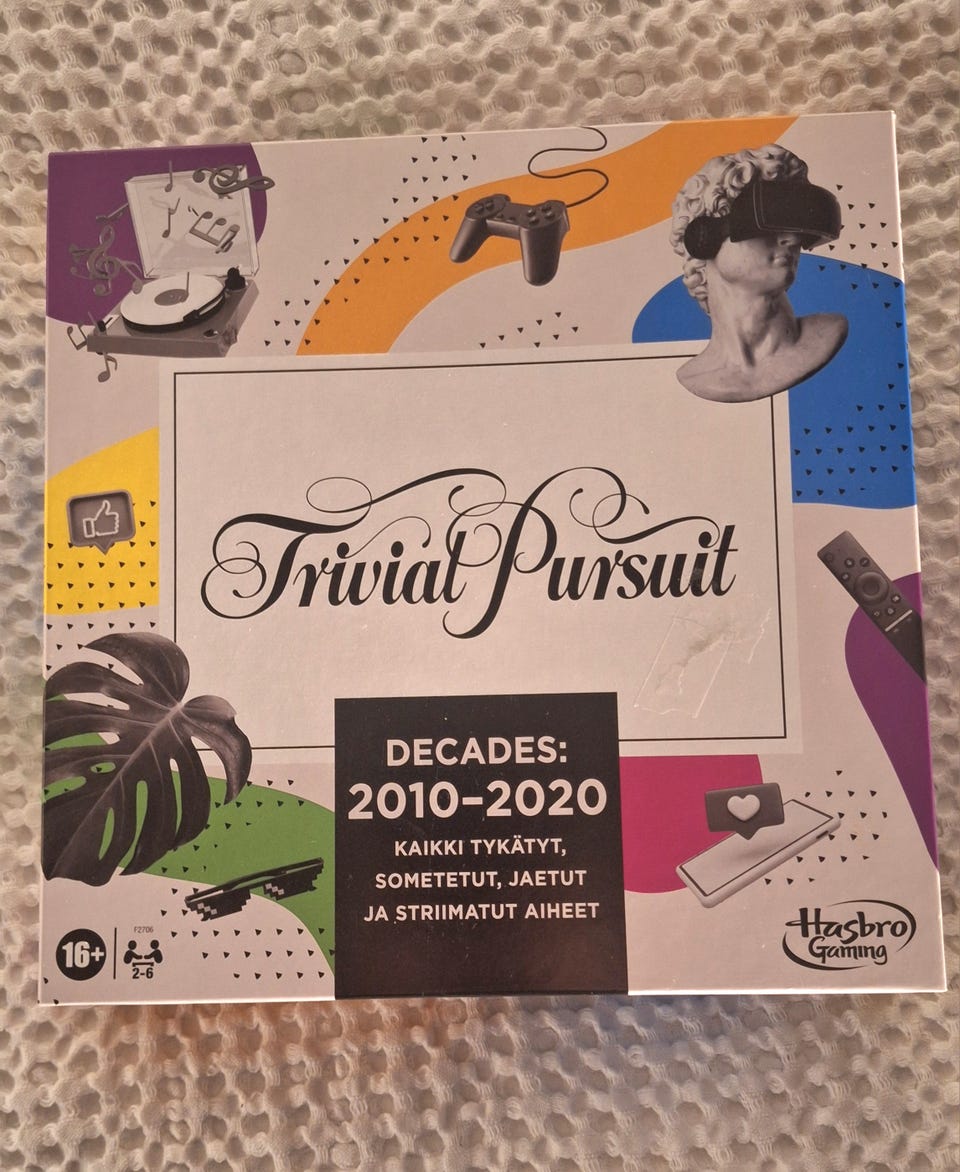 Trivial Pursuit
DECADES:
2010–2020
KAIKKI TYKÄTYT,
SOMETETUT, JAETUT
JA STRIIMATUT AIHEET
16+
F2706
2-6
Hasbro
Gaming